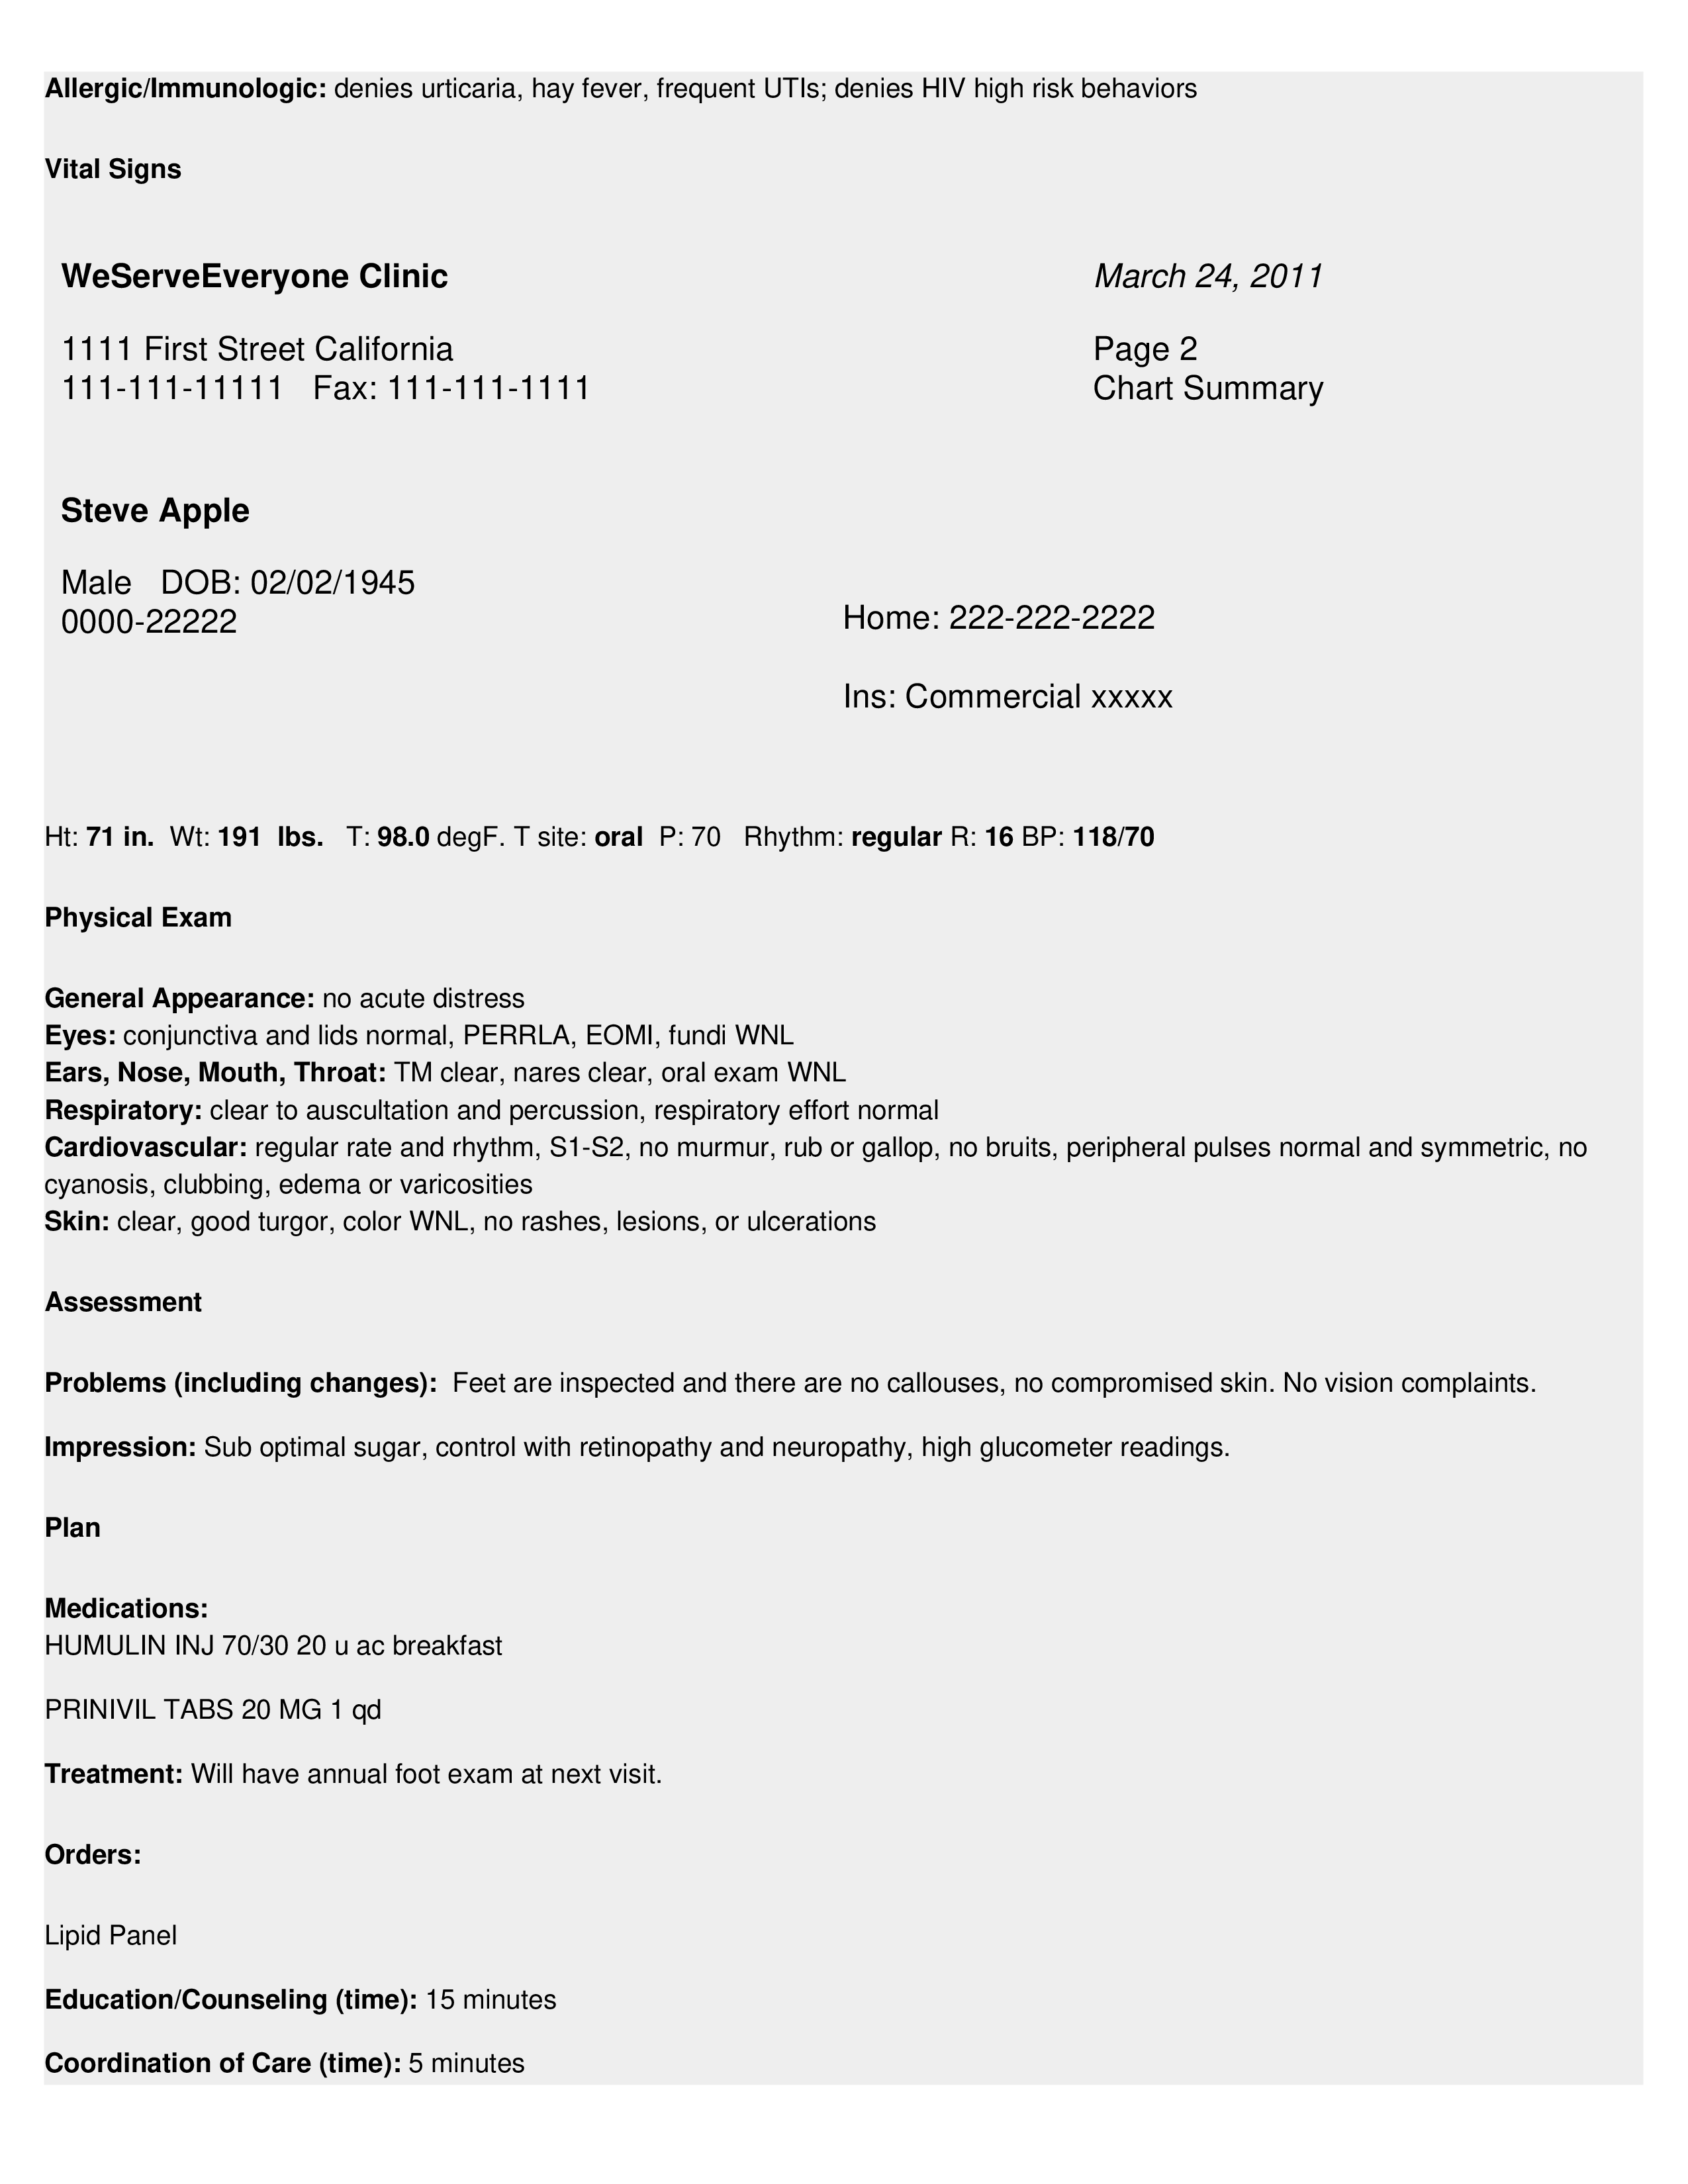 Allergic/Immunologic: denies urticaria, hay fever, frequent UTIs; denies HIV high risk behaviors
Vital Signs
WeServeEveryone Clinic
March 24, 2011
1111 First Street California
Page 2
111-111-11111 Fax: 111-111-1111
Chart Summary
Steve Apple
Male DOB: 02/02/1945
0000-22222
Home: 222-222-2222
Ins: Commercial xxxxx
Ht: 71 in. Wt: 191 lbs. T: 98.0 degF. T site: oral P: 70 Rhythm: regular R: 16 BP: 118/70
Physical Exam
General Appearance: no acute distress
Eyes: conjunctiva and lids normal, PERRLA, EOMI, fundi WNL
Ears, Nose, Mouth, Throat: TM clear, nares clear, oral exam WNL
Respiratory: clear to auscultation and percussion, respiratory effort normal
Cardiovascular: regular rate and rhythm, S1-S2, no murmur, rub or gallop, no bruits, peripheral pulses normal and symmetric, no
cyanosis, clubbing, edema or varicosities
Skin: clear, good turgor, color WNL, no rashes, lesions, or ulcerations
Assessment
Problems (including changes): Feet are inspected and there are no callouses, no compromised skin. No vision complaints.
Impression: Sub optimal sugar, control with retinopathy and neuropathy, high glucometer readings.
Plan
Medications:
HUMULIN INJ 70/30 20 u ac breakfast
PRINIVIL TABS 20 MG 1 qd
Treatment: Will have annual foot exam at next visit.
Orders:
Lipid Panel
Education/Counseling (time): 15 minutes
Coordination of Care (time): 5 minutes